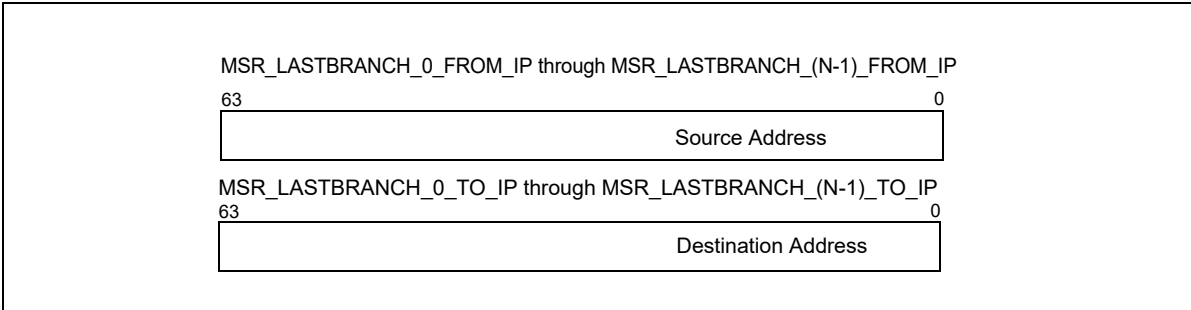 MSR_LASTBRANCH_0_FROM_IP through MSR_LASTBRANCH_(N-1)_FROM_IP
63 0
Source Address
MSR_LASTBRANCH_0_TO_IP through MSR_LASTBRANCH_(N-1)_TO_IP
63 0
Destination Address